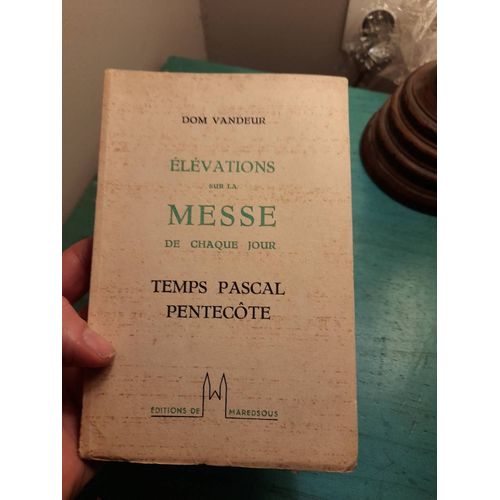 DOM VANDEUR
ÉLÉVATIONS
SUR LA
MESSE
DE CHAQUE JOUR
TEMPS PASCAL
PENTECÔTE
ÉDITIONS DE MAREDSOUS